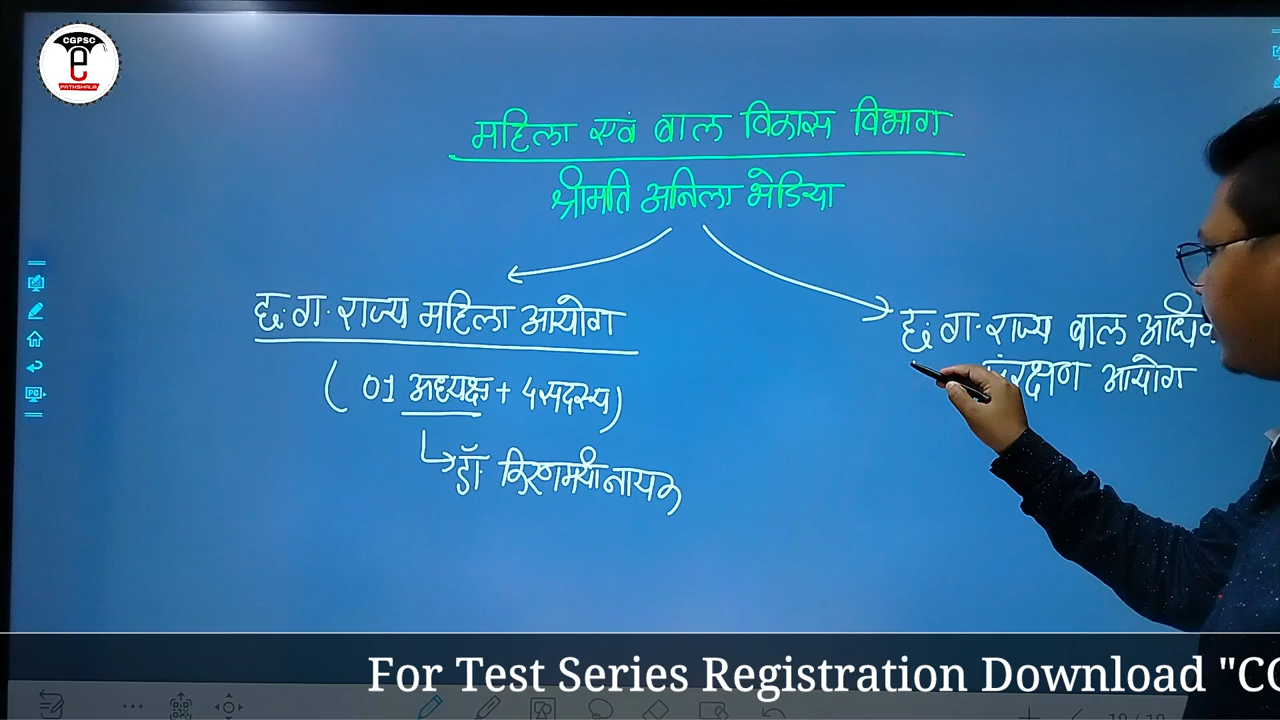 CGPSC
e
PATHSHALA
महिला एवं बाल विकास विभाग
श्रीमति अनिला भेडिया
छ.ग. राज्य महिला आयोग
(01 अध्यक्ष + 4 सदस्य)
डॉ. किरणमयी नायक
छ.ग. राज्य बाल
संरक्षण आयोग
For Test Series Registration Download "CG